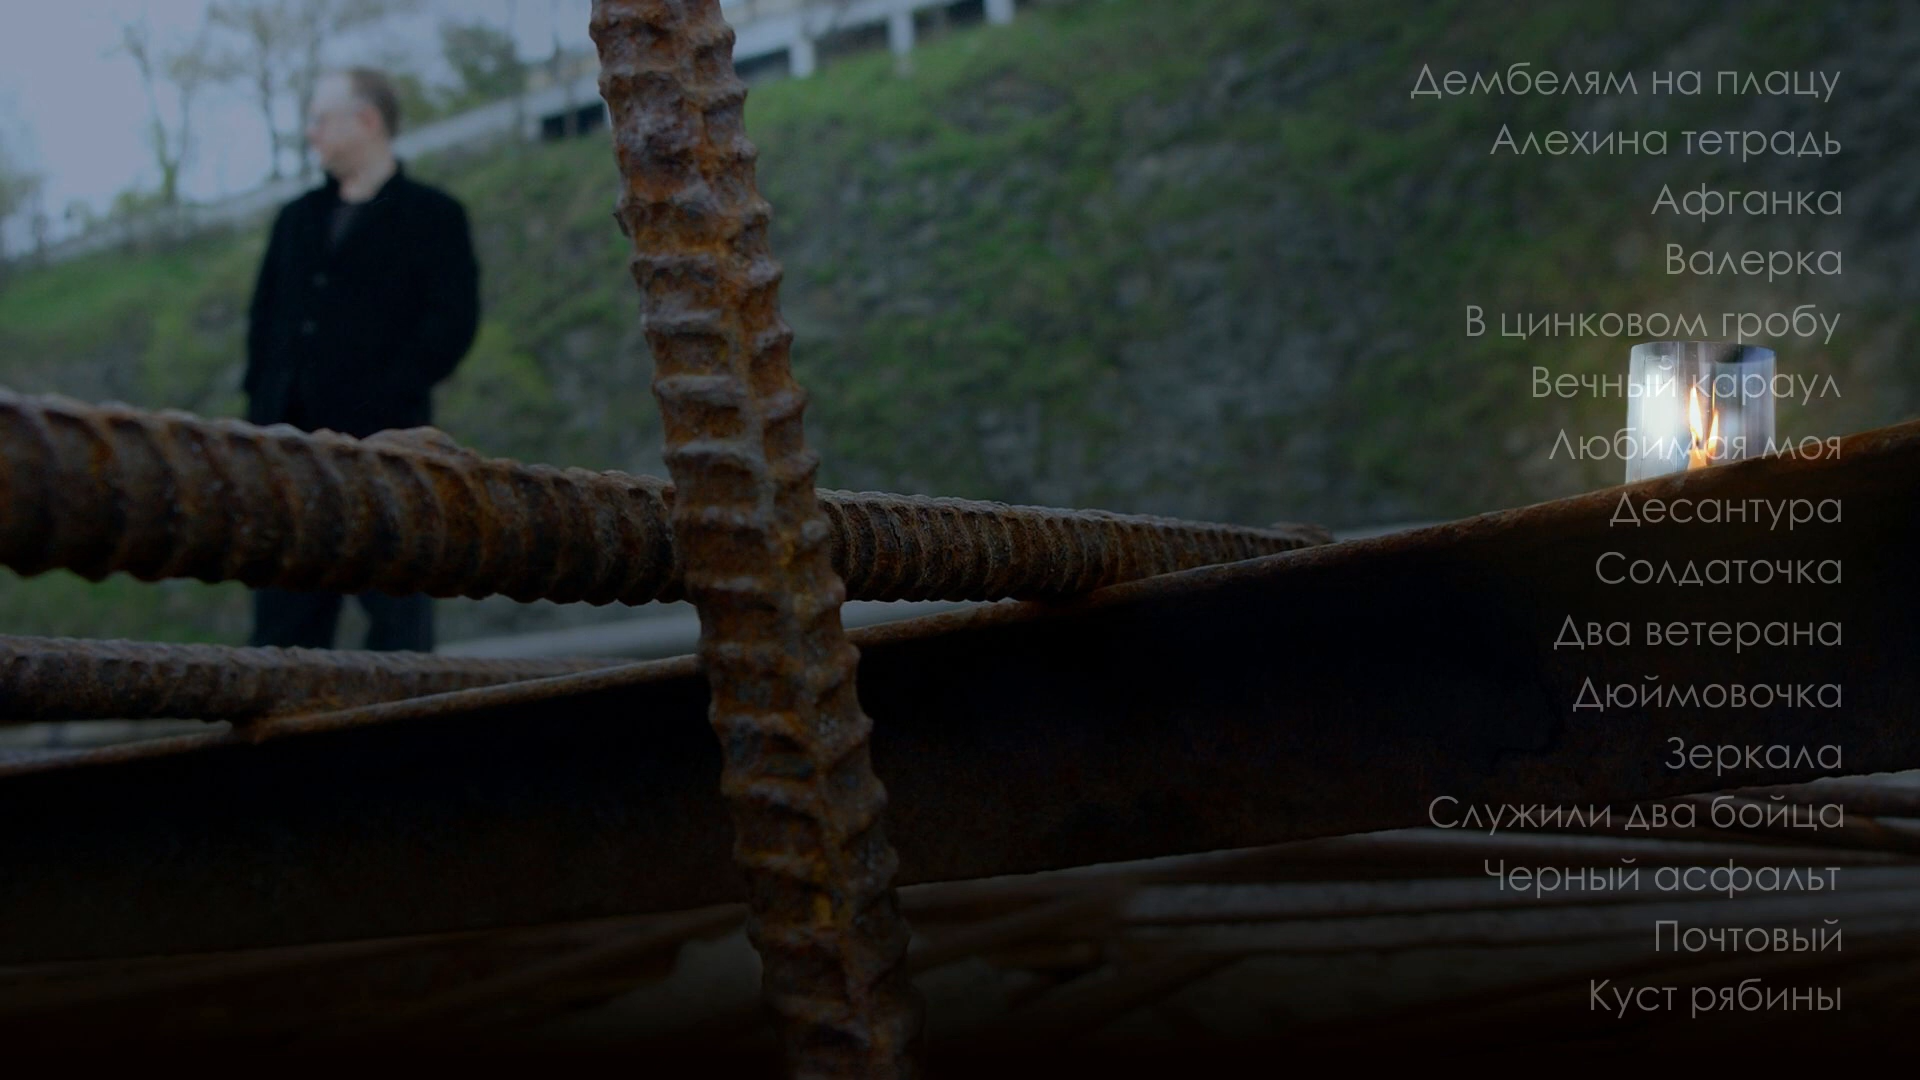 Дембелям на плацу
Алехина тетрадь
Афганка
Валерка
В цинковом гробу
Вечный караул
Любимая моя
Десантура
Солдаточка
Два ветерана
Дюймовочка
Зеркала
Служили два бойца
Черный асфальт
Почтовый
Куст рябины